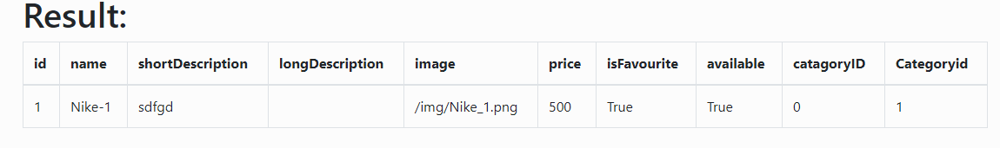 Result:
id name shortDescription longDescription image price isFavourite available catagoryID Categoryid
1 Nike-1 sdfgd /img/Nike_1.png 500 True True 0 1